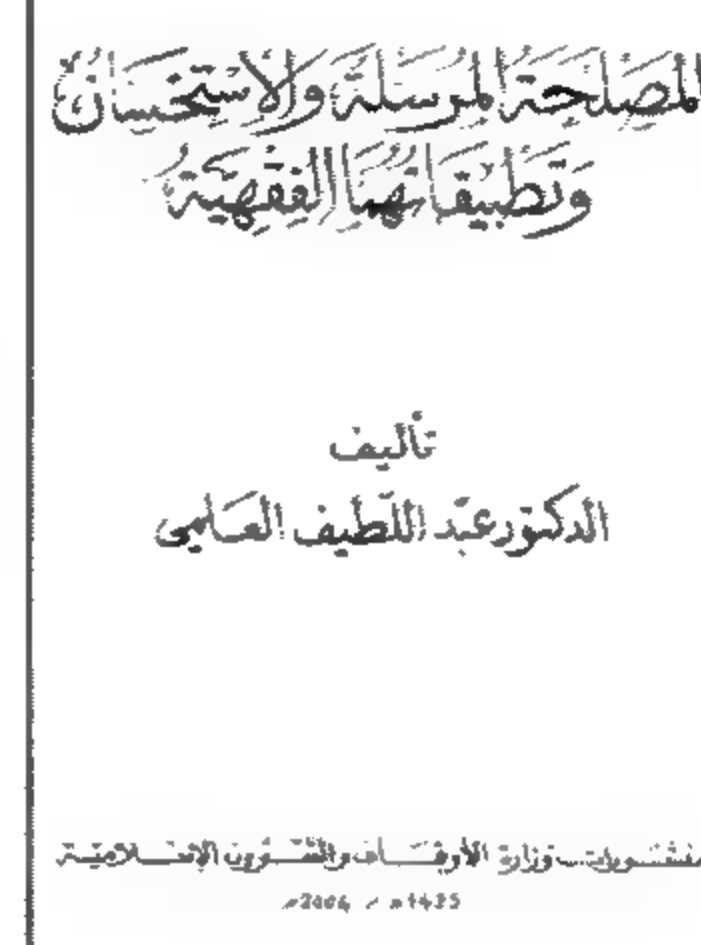 المصلحة المرسلة والاستحسان
وتطبيقاتهما الفقهية
تأليف
الدكتور عبد اللطيف العلمي
منشورات وزارة الأوقاف والشؤون الإسلامية
1425هـ / 2004م